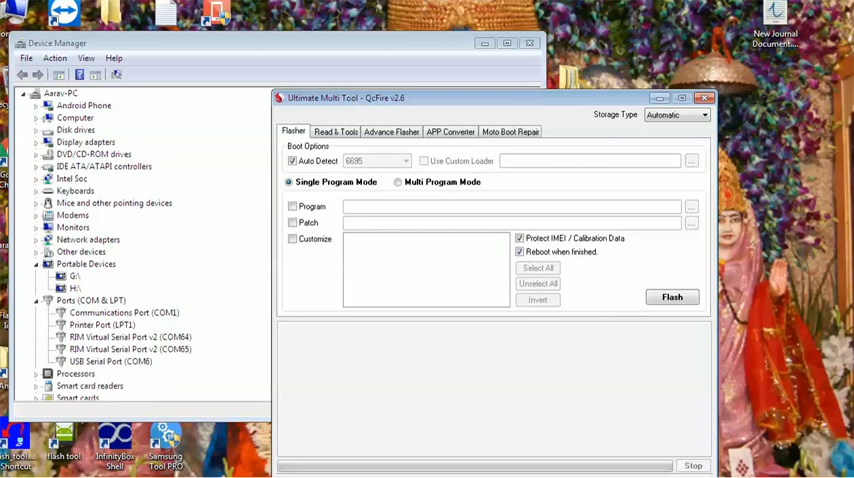 New Journal
Documenti...
Device Manager
File Action View Help
Aarav-PC
Android Phone
Computer
Disk drives
Display adapters
DVD/CD-ROM drives
IDE ATA/ATAPI controllers
Intel Soc
Keyboards
Mice and other pointing devices
Modems
Monitors
Network adapters
Other devices
Portable Devices
G:\
H:\
Ports (COM & LPT)
Communications Port (COM1)
Printer Port (LPT1)
RIM Virtual Serial Port v2 (COM64)
RIM Virtual Serial Port v2 (COM65)
USB Serial Port (COM6)
Processors
Smart card readers
Smart cards
Ultimate Multi Tool - QcFire v2.6
Storage Type Automatic
Flasher Read & Tools Advance Flasher APP Converter Moto Boot Repair
Boot Options
Auto Detect 6695 Use Custom Loader ...
Single Program Mode Multi Program Mode
Program ...
Patch ...
Customize Protect IMEI / Calibration Data
Reboot when finished.
Select All
Unselect All
Invert
Flash
Stop
ash_tool...
Shortcut
flash tool
InfinityBox
Shell
Samsung
Tool PRO